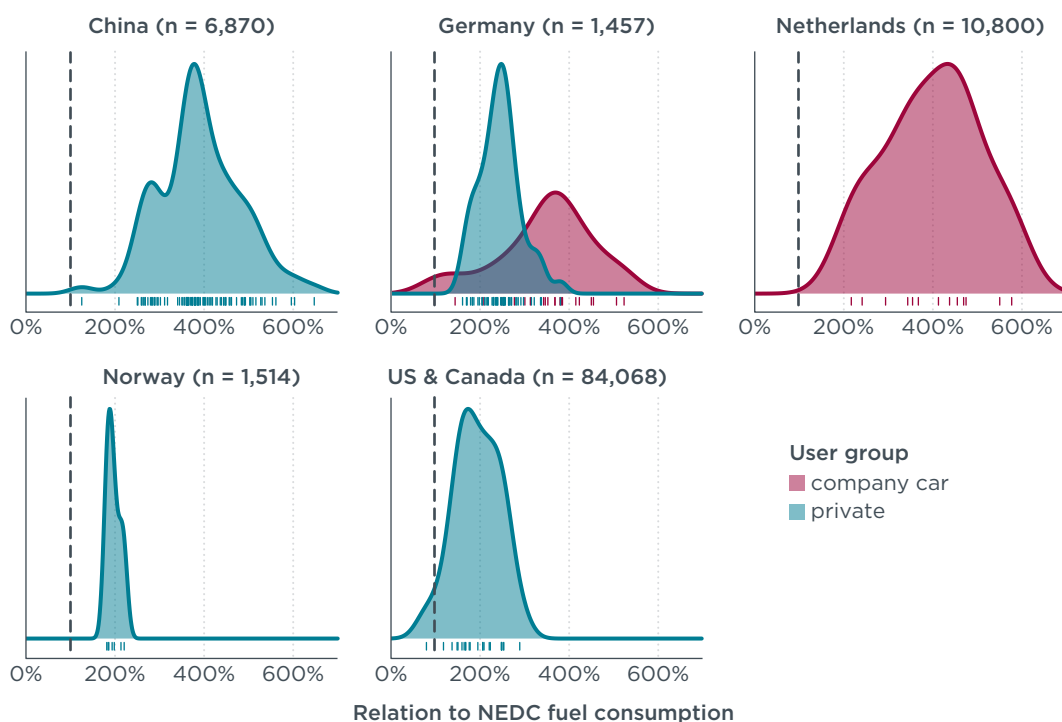 China (n = 6,870)
Germany (n = 1,457)
Netherlands (n = 10,800)
0% 200% 400% 600%
0% 200% 400% 600%
0% 200% 400% 600%
Norway (n = 1,514)
US & Canada (n = 84,068)
User group
company car
private
0% 200% 400% 600%
0% 200% 400% 600%
Relation to NEDC fuel consumption